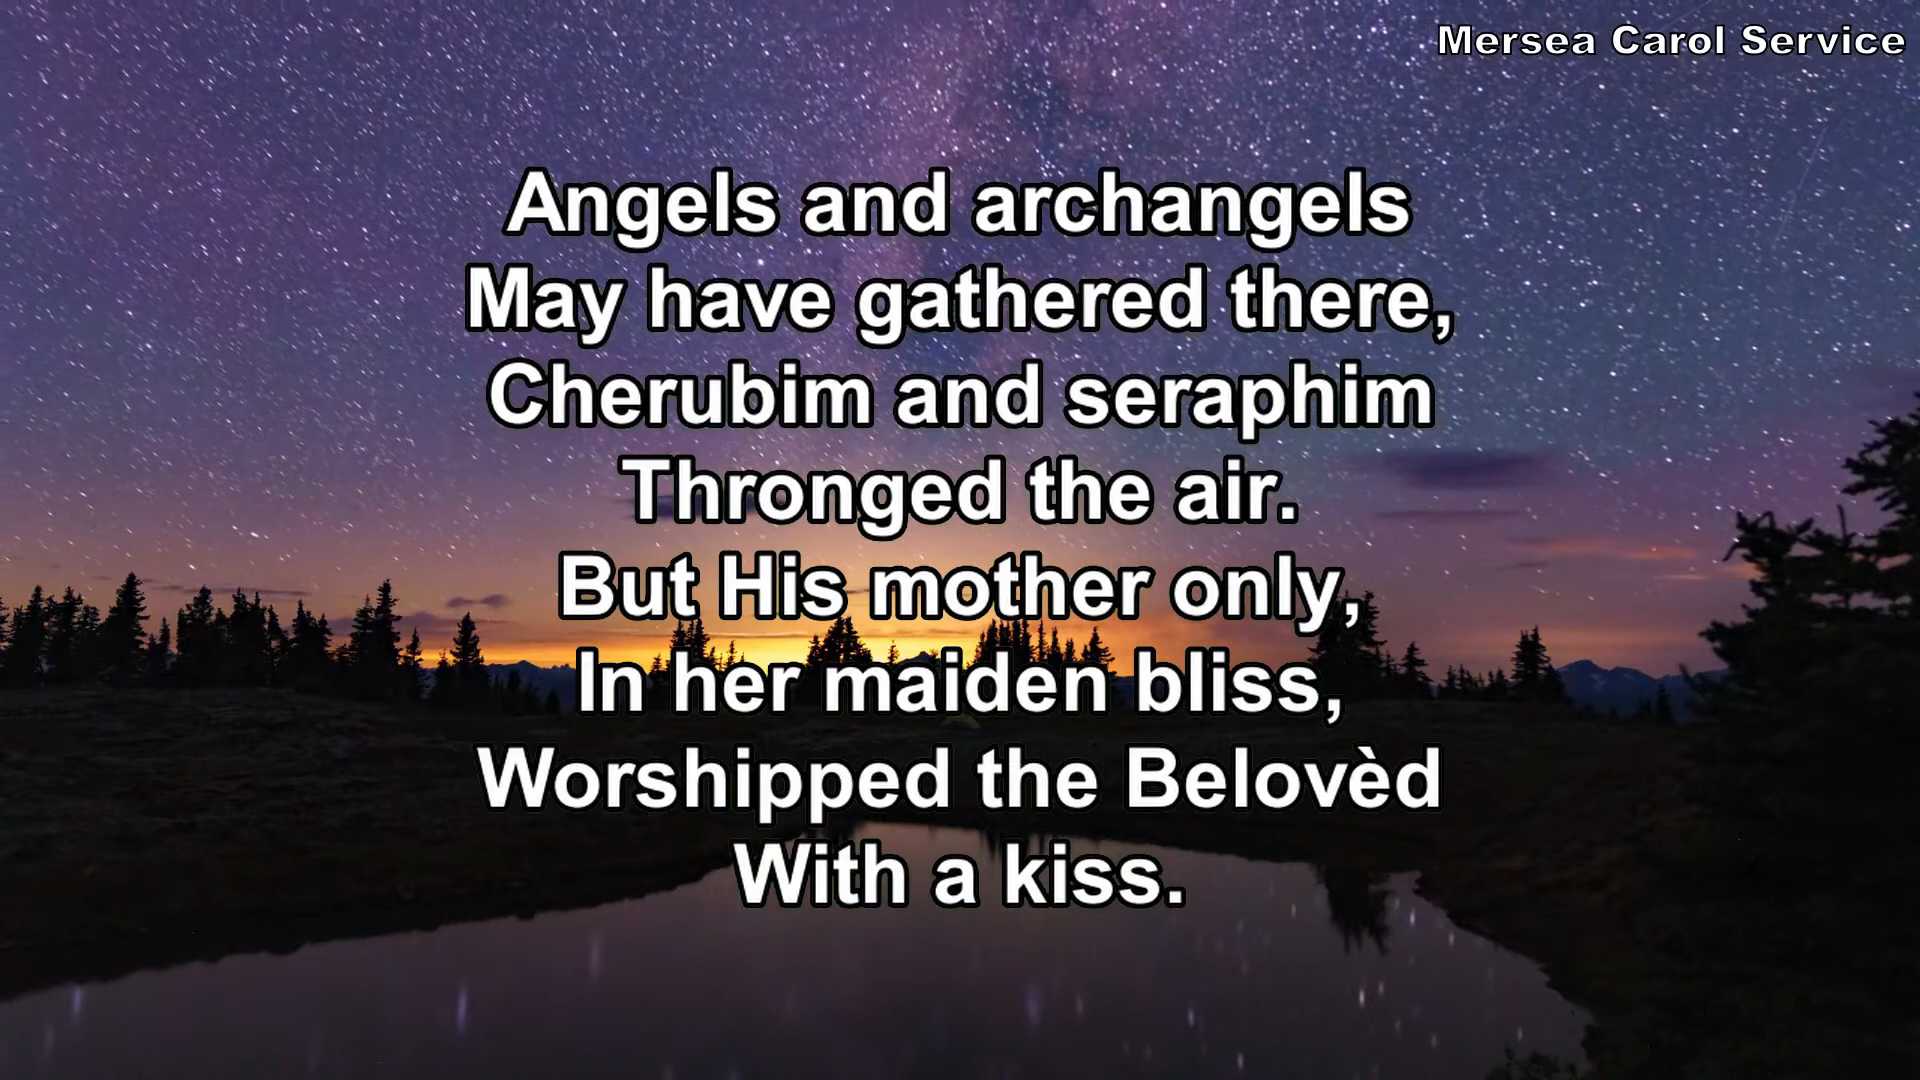 Mersea Carol Service
Angels and archangels
May have gathered there,
Cherubim and seraphim
Thronged the air.
But His mother only,
In her maiden bliss,
Worshipped the Belovèd
With a kiss.